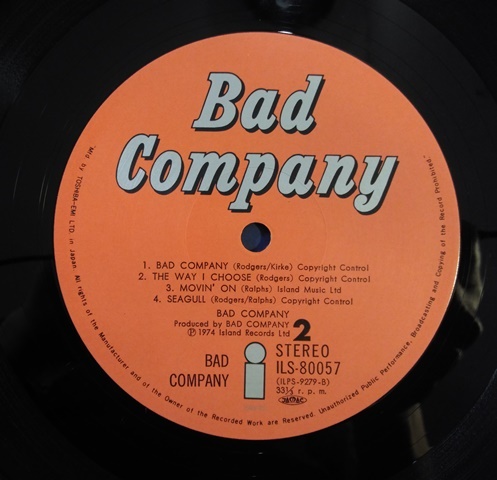 Bad
Company
1. BAD COMPANY (Rodgers/Kirke) Copyright Control
2. THE WAY I CHOOSE (Rodgers) Copyright Control
3. MOVIN' ON (Ralphs) Island Music Ltd
4. SEAGULL (Rodgers/Ralphs) Copyright Control
BAD COMPANY
Produced by BAD COMPANY
℗ 1974 Island Records Ltd
2
BAD
COMPANY
i
STEREO
ILS-80057
(ILPS-9279-B)
33⅓ r. p. m.
JASRAC
Mf'd by TOSHIBA-EMI LTD. in Japan. All rights of the Manufacturer and of the Owner of the Recorded Work are Reserved. Unauthorized Public Performance, Broadcasting and Copying of the Record Prohibited.